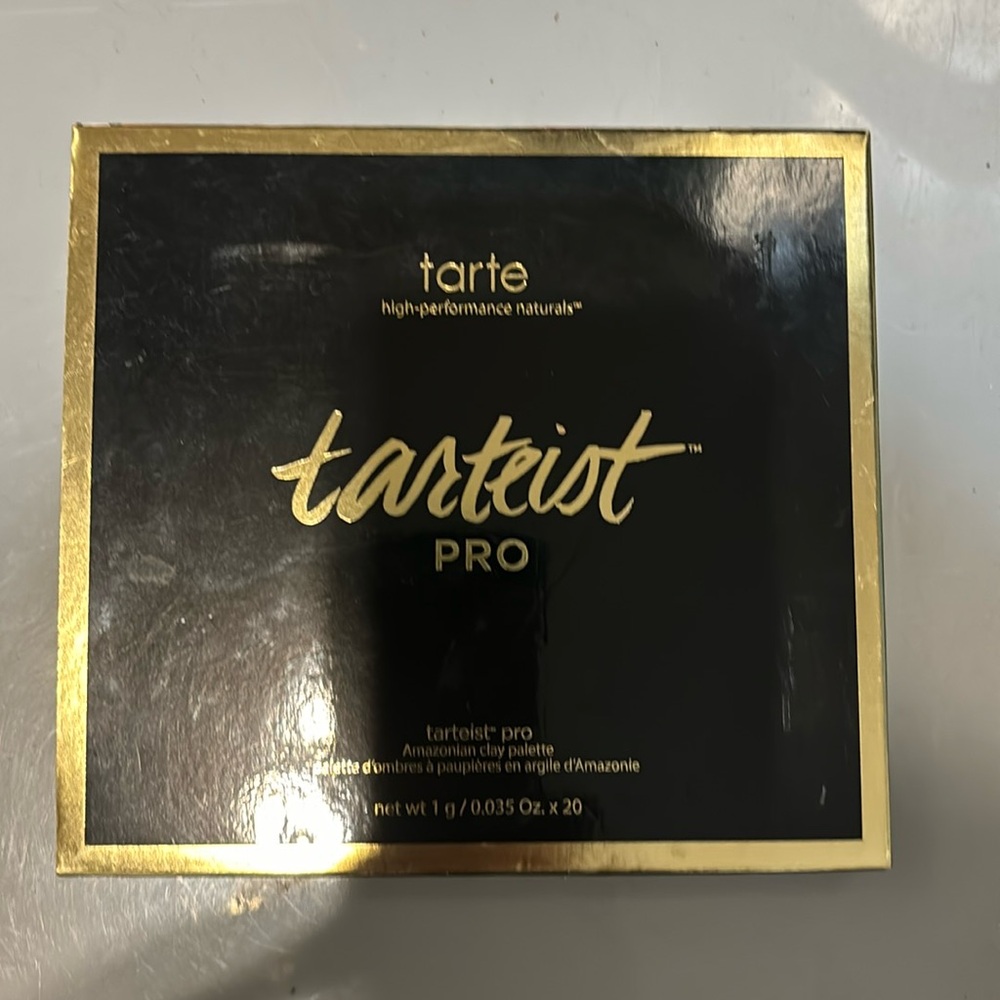 tarte
high-performance naturals™
tarteist™
PRO
tarteist™ pro
Amazonian clay palette
d'ombres à paupières en argile d'Amazonie
net wt 1 g / 0.035 Oz. x 20